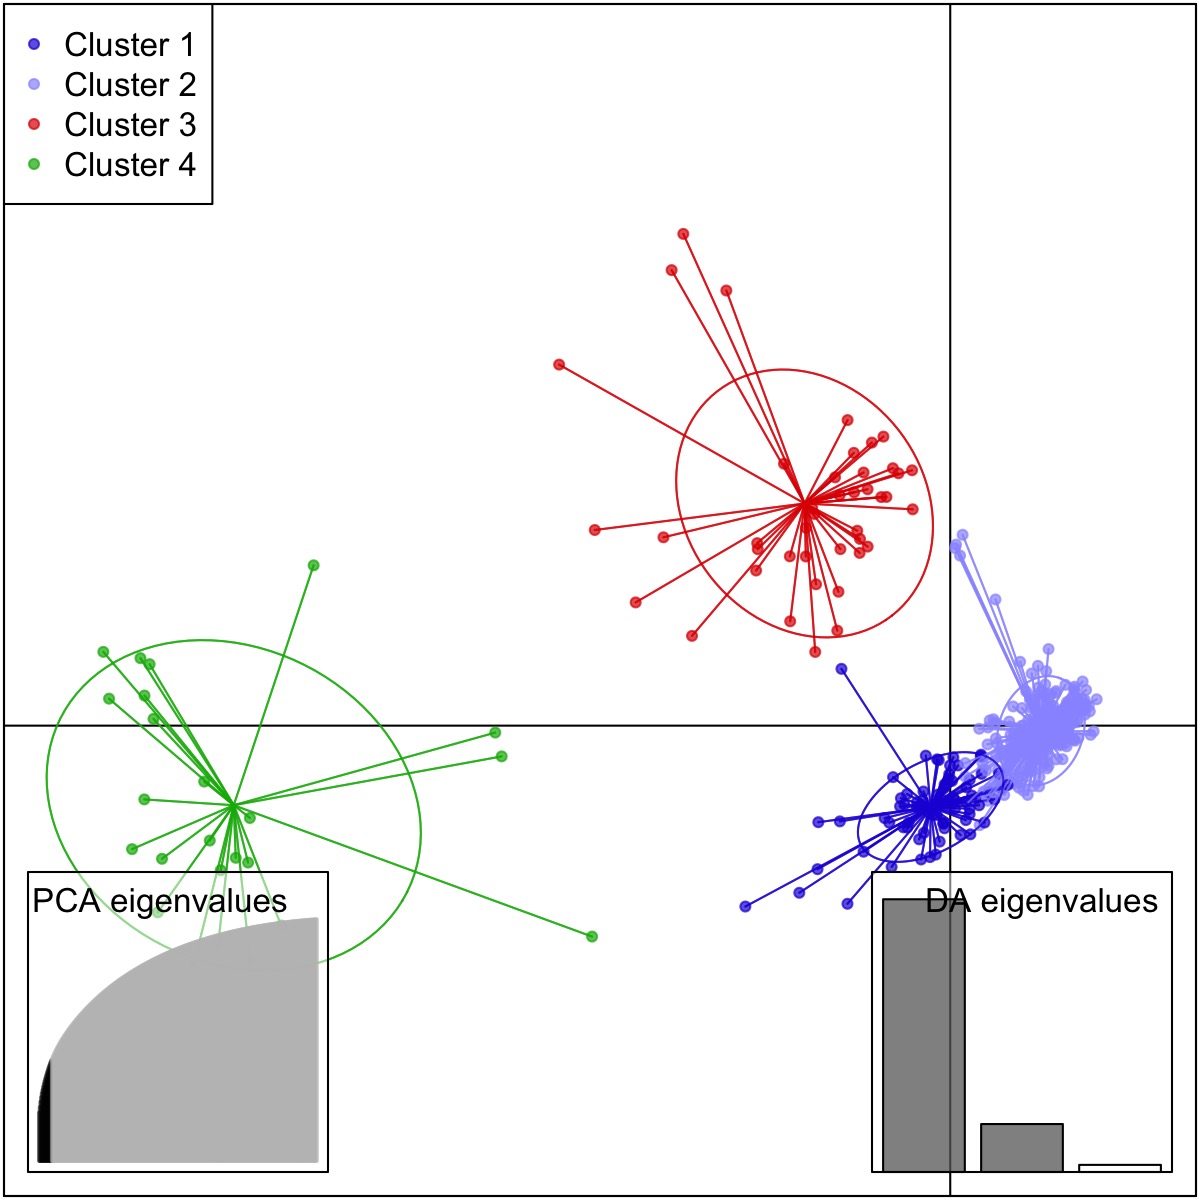 Cluster 1
Cluster 2
Cluster 3
Cluster 4
PCA eigenvalues
DA eigenvalues